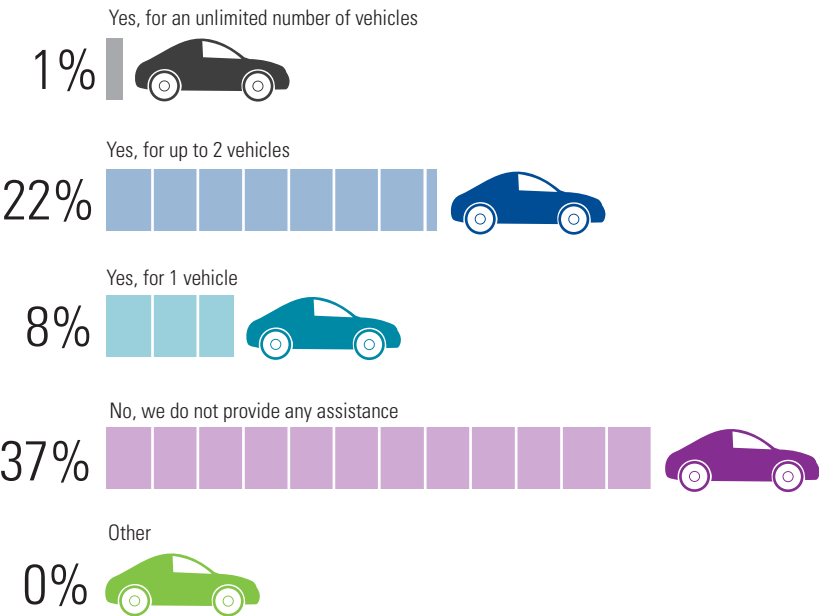 Yes, for an unlimited number of vehicles
1%
Yes, for up to 2 vehicles
22%
Yes, for 1 vehicle
8%
No, we do not provide any assistance
37%
Other
0%